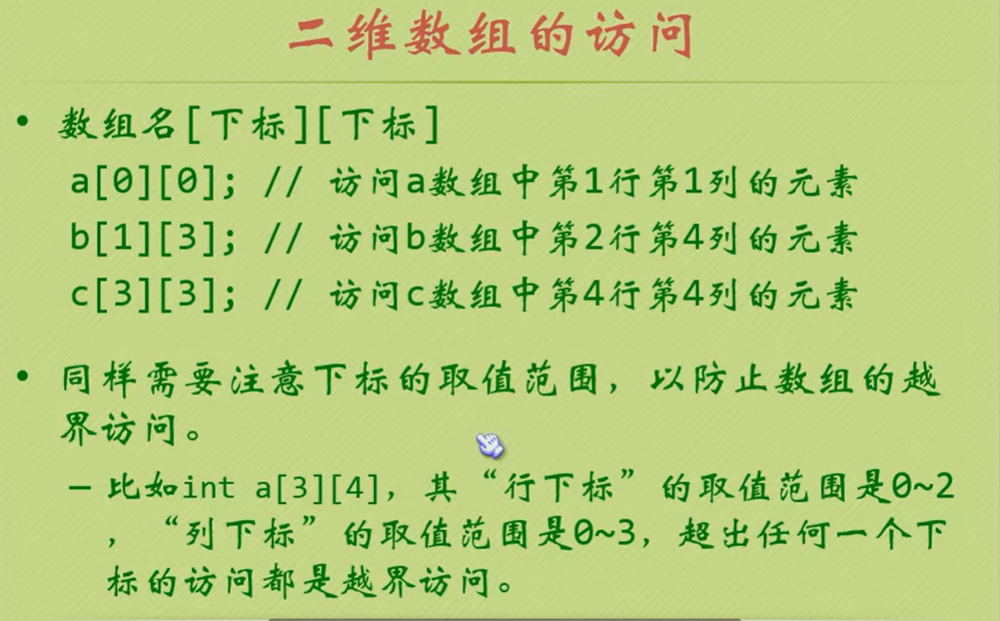 二维数组的访问
• 数组名[下标][下标]
a[0][0]; // 访问a数组中第1行第1列的元素
b[1][3]; // 访问b数组中第2行第4列的元素
c[3][3]; // 访问c数组中第4行第4列的元素
• 同样需要注意下标的取值范围，以防止数组的越
界访问。
– 比如int a[3][4]，其“行下标”的取值范围是0~2
，“列下标”的取值范围是0~3，超出任何一个下
标的访问都是越界访问。